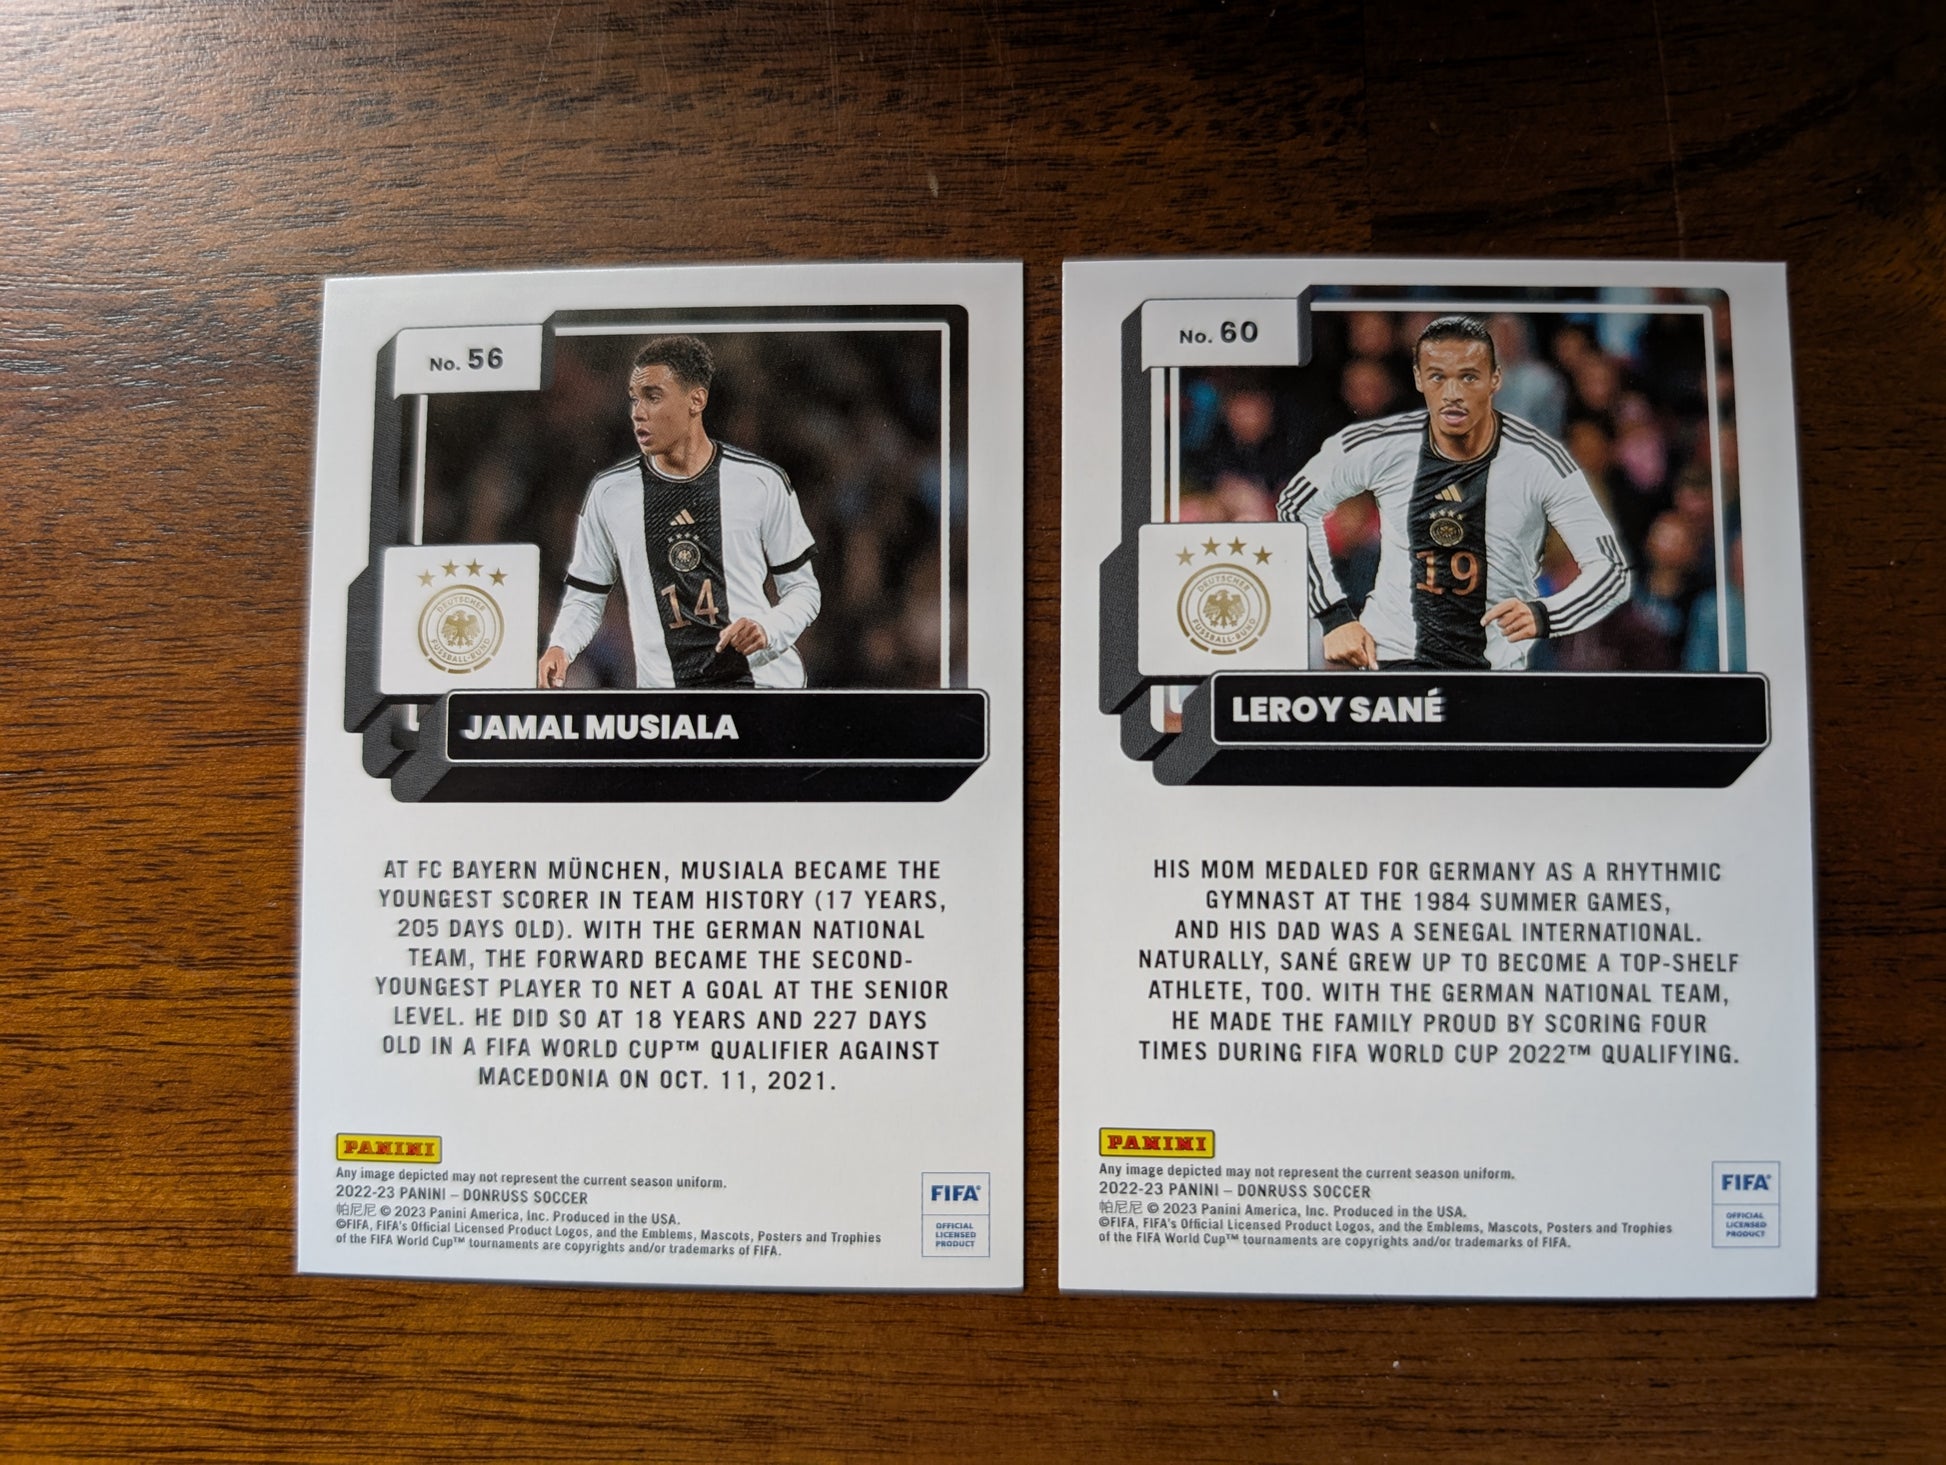 No. 56
14
DEUTSCHER
FUSSBALL-BUND
JAMAL MUSIALA
AT FC BAYERN MÜNCHEN, MUSIALA BECAME THE
YOUNGEST SCORER IN TEAM HISTORY (17 YEARS,
205 DAYS OLD). WITH THE GERMAN NATIONAL
TEAM, THE FORWARD BECAME THE SECOND-
YOUNGEST PLAYER TO NET A GOAL AT THE SENIOR
LEVEL. HE DID SO AT 18 YEARS AND 227 DAYS
OLD IN A FIFA WORLD CUP™ QUALIFIER AGAINST
MACEDONIA ON OCT. 11, 2021.
PANINI
Any image depicted may not represent the current season uniform.
2022-23 PANINI – DONRUSS SOCCER
帕尼尼 © 2023 Panini America, Inc. Produced in the USA.
©FIFA, FIFA's Official Licensed Product Logos, and the Emblems, Mascots, Posters and Trophies
of the FIFA World Cup™ tournaments are copyrights and/or trademarks of FIFA.
FIFA®
OFFICIAL
LICENSED
PRODUCT
No. 60
19
DEUTSCHER
FUSSBALL-BUND
LEROY SANÉ
HIS MOM MEDALED FOR GERMANY AS A RHYTHMIC
GYMNAST AT THE 1984 SUMMER GAMES,
AND HIS DAD WAS A SENEGAL INTERNATIONAL.
NATURALLY, SANÉ GREW UP TO BECOME A TOP-SHELF
ATHLETE, TOO. WITH THE GERMAN NATIONAL TEAM,
HE MADE THE FAMILY PROUD BY SCORING FOUR
TIMES DURING FIFA WORLD CUP 2022™ QUALIFYING.
PANINI
Any image depicted may not represent the current season uniform.
2022-23 PANINI – DONRUSS SOCCER
帕尼尼 © 2023 Panini America, Inc. Produced in the USA.
©FIFA, FIFA's Official Licensed Product Logos, and the Emblems, Mascots, Posters and Trophies
of the FIFA World Cup™ tournaments are copyrights and/or trademarks of FIFA.
FIFA®
OFFICIAL
LICENSED
PRODUCT